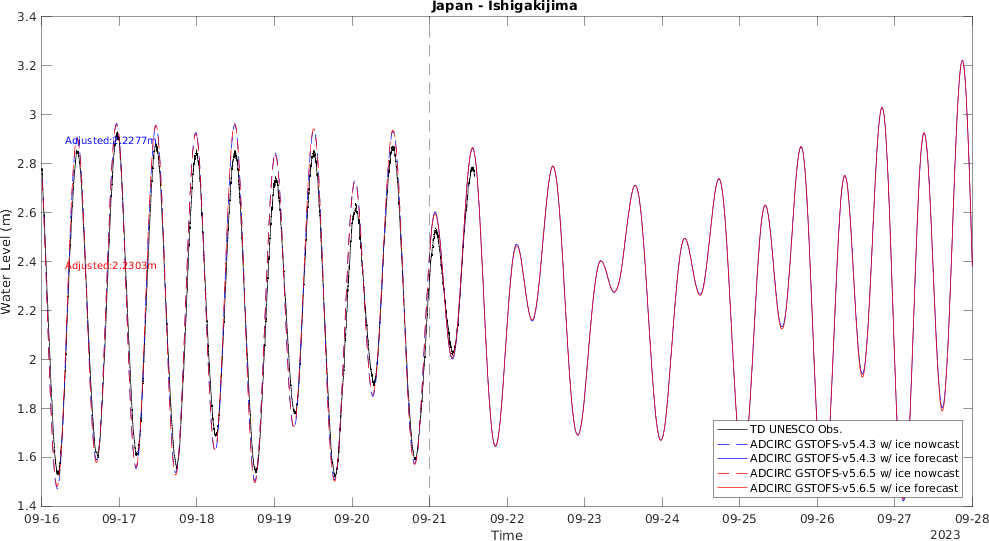 Japan - Ishigakijima
3.4
3.2
3
2.8
2.6
2.4
2.2
2
1.8
1.6
1.4
Water Level (m)
Adjusted:2.2277m
Adjusted:2.2303m
TD UNESCO Obs.
ADCIRC GSTOFS-v5.4.3 w/ ice nowcast
ADCIRC GSTOFS-v5.4.3 w/ ice forecast
ADCIRC GSTOFS-v5.6.5 w/ ice nowcast
ADCIRC GSTOFS-v5.6.5 w/ ice forecast
09-16 09-17 09-18 09-19 09-20 09-21 09-22 09-23 09-24 09-25 09-26 09-27 09-28
Time
2023